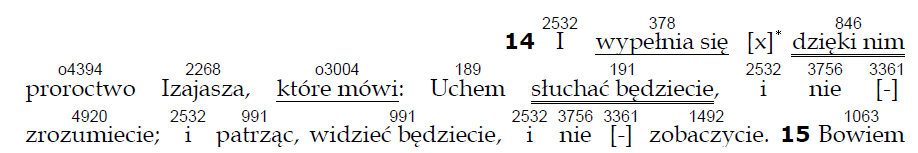 2532 378 846
14 I wypełnia się [x]* dzięki nim
o4394 2268 o3004 189 191 2532 3756 3361
proroctwo Izajasza, które mówi: Uchem słuchać będziecie, i nie [-]
4920 2532 991 991 2532 3756 3361 1492 1063
zrozumiecie; i patrząc, widzieć będziecie, i nie [-] zobaczycie. 15 Bowiem